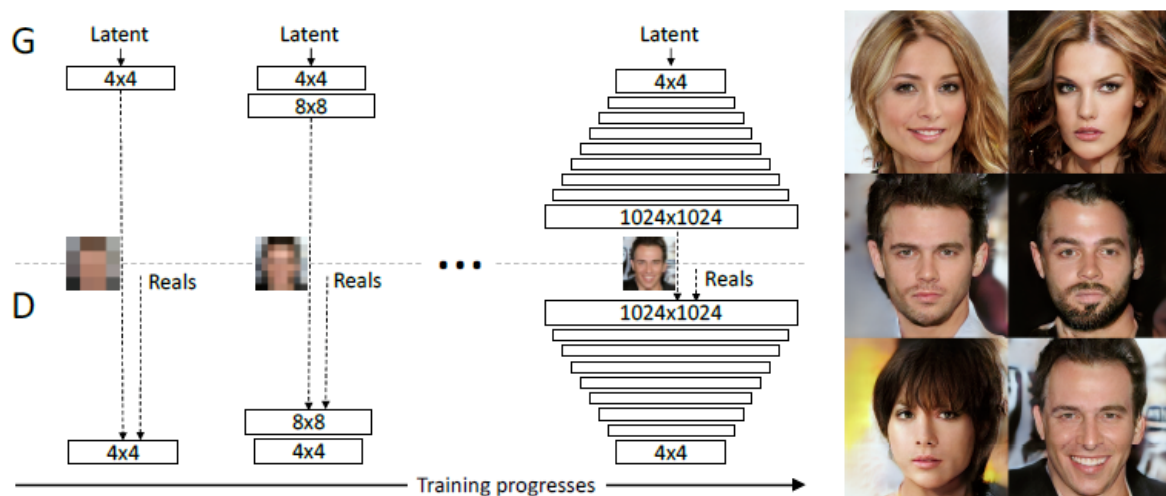 G
Latent
4x4
Latent
4x4
8x8
Latent
4x4
1024x1024
Reals
Reals
...
Reals
D
1024x1024
4x4
8x8
4x4
4x4
Training progresses